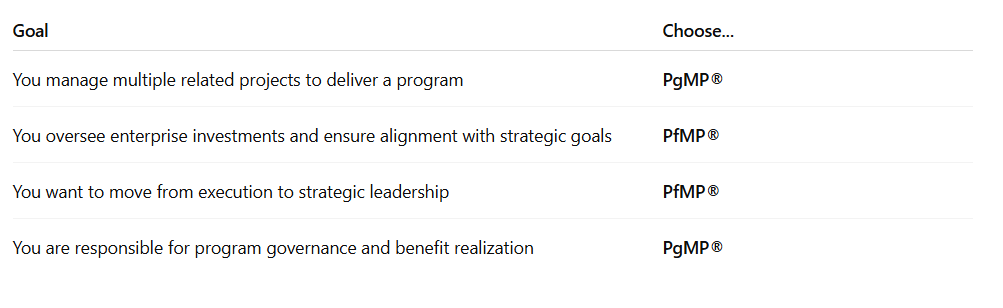 Goal Choose...
You manage multiple related projects to deliver a program PgMP®
You oversee enterprise investments and ensure alignment with strategic goals PfMP®
You want to move from execution to strategic leadership PfMP®
You are responsible for program governance and benefit realization PgMP®